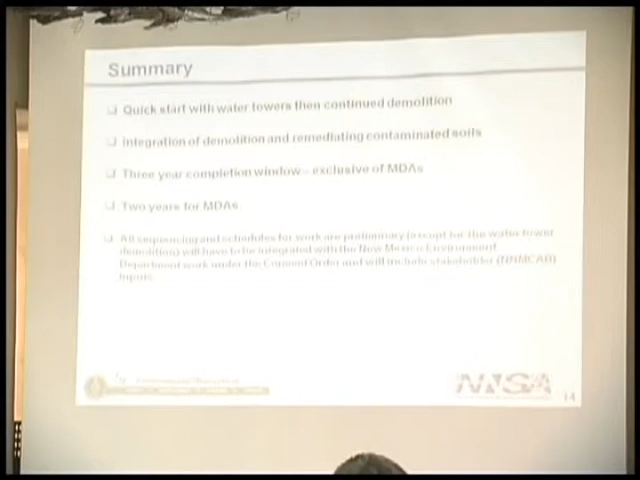 Summary
Quick start with water towers then continued demolition
Integration of demolition and remediating contaminated soils
Three year completion window – exclusive of MDAs
Two years for MDAs
All sequencing and schedules for work are preliminary (except for the water tower
demolition) will have to be integrated with the New Mexico Environment
Department work under the Consent Order and will include stakeholder (NNMCAB)
inputs.
NNSA
14